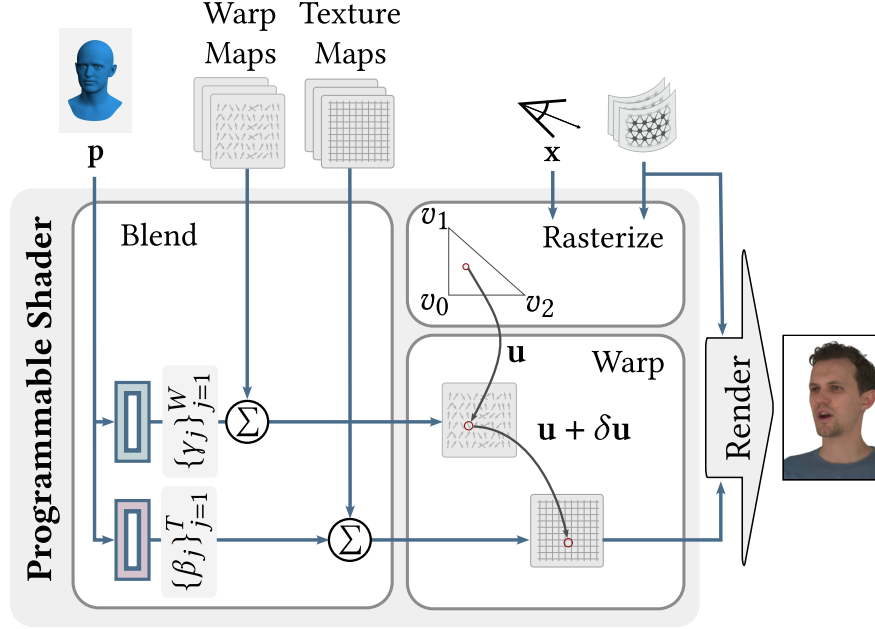 Warp
Maps
Texture
Maps
p
x
Programmable Shader
Blend
Rasterize
v₁
v₀
v₂
u
Warp
u + δu
{γⱼ}ᵂⱼ₌₁
Σ
{βⱼ}ᵀⱼ₌₁
Σ
Render